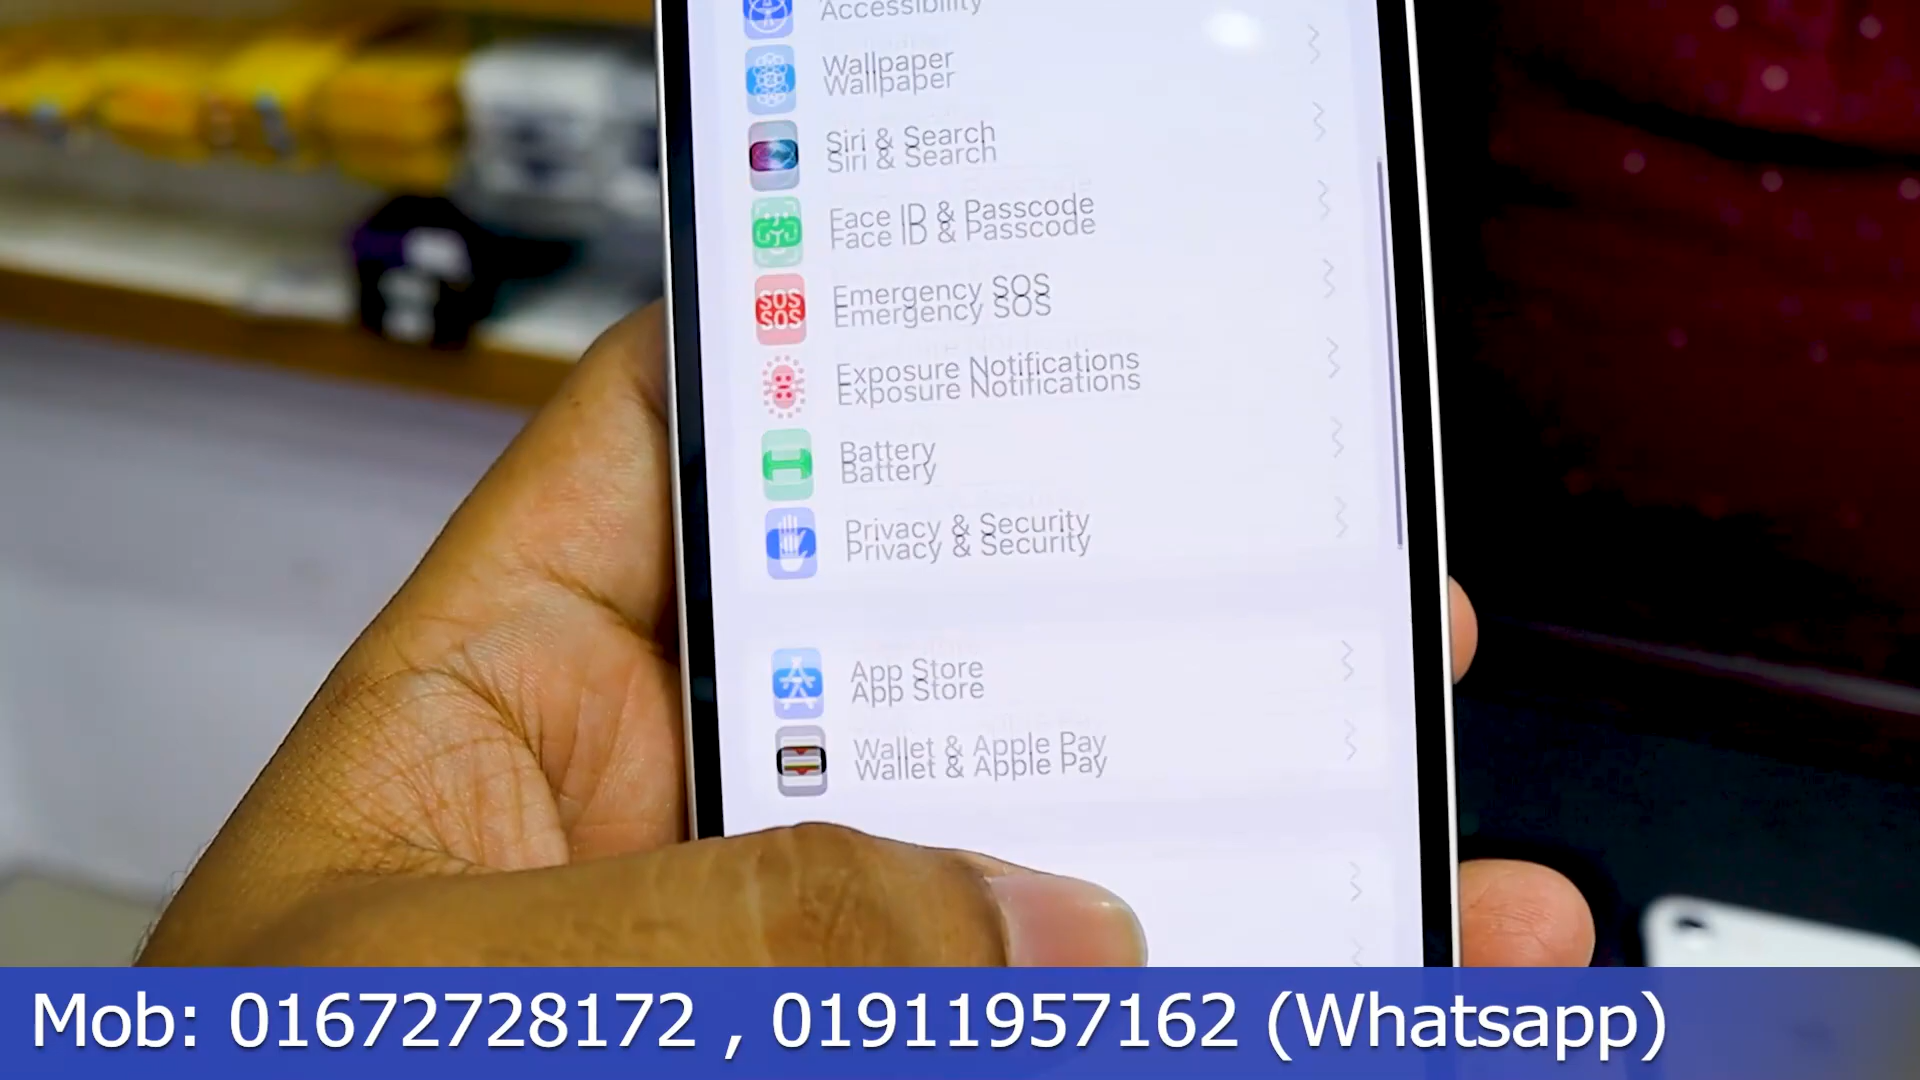 Accessibility
Wallpaper
Siri & Search
Face ID & Passcode
SOS
Emergency SOS
Exposure Notifications
Battery
Privacy & Security
App Store
Wallet & Apple Pay
Mob: 01672728172 , 01911957162 (Whatsapp)